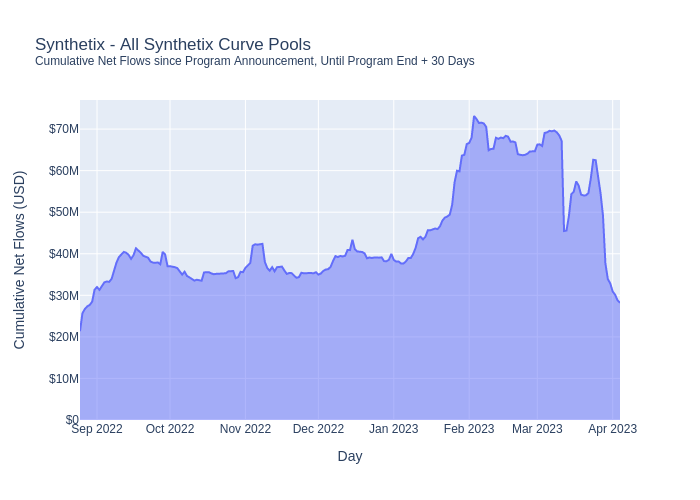 Synthetix - All Synthetix Curve Pools
Cumulative Net Flows since Program Announcement, Until Program End + 30 Days
Cumulative Net Flows (USD)
$70M
$60M
$50M
$40M
$30M
$20M
$10M
$0
Sep 2022 Oct 2022 Nov 2022 Dec 2022 Jan 2023 Feb 2023 Mar 2023 Apr 2023
Day